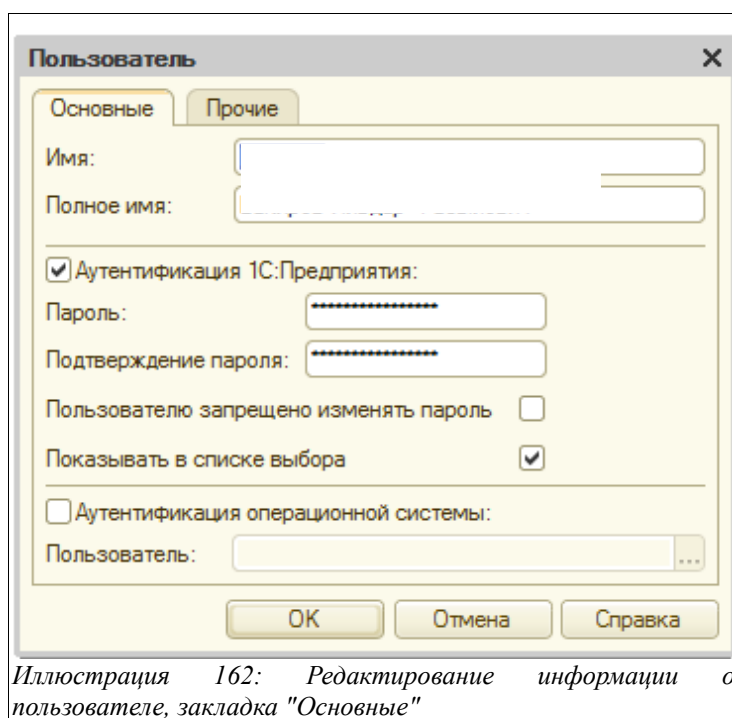 Пользователь
Основные Прочие
Имя:
Полное имя:
Аутентификация 1С:Предприятия:
Пароль: ****************
Подтверждение пароля: ****************
Пользователю запрещено изменять пароль
Показывать в списке выбора
Аутентификация операционной системы:
Пользователь: ...
OK Отмена Справка
Иллюстрация 162: Редактирование информации о
пользователе, закладка "Основные"